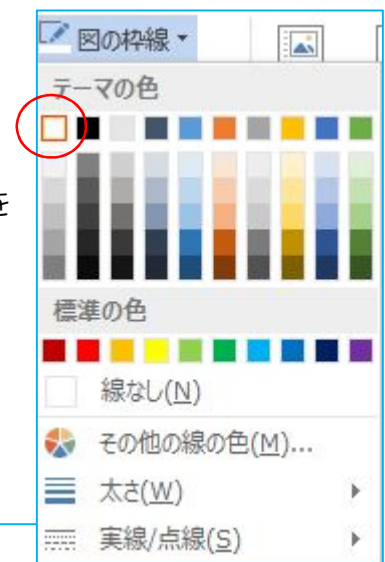 図の枠線
テーマの色
を
標準の色
線なし(N)
その他の線の色(M)...
太さ(W)
実線/点線(S)